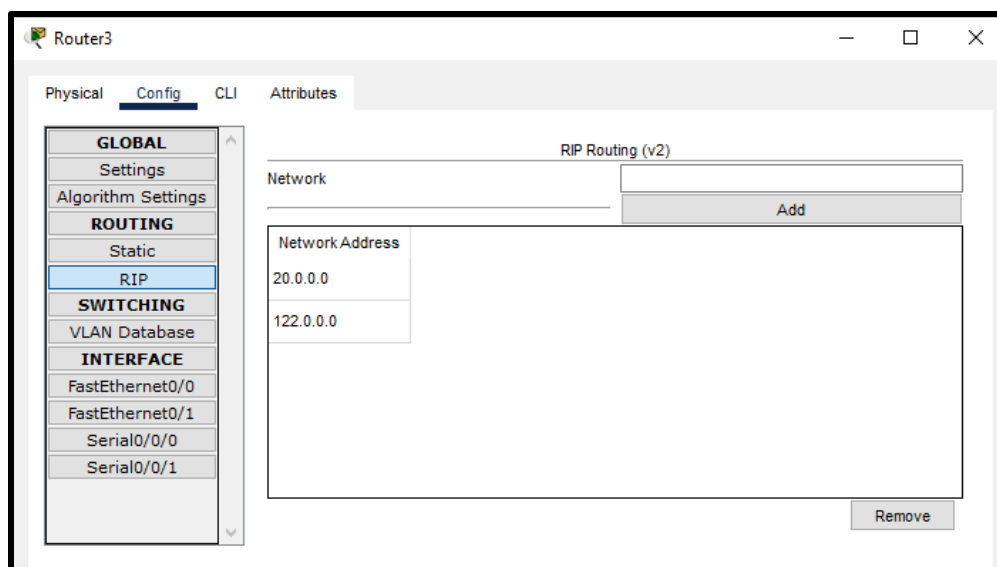 Router3
Physical Config CLI Attributes
GLOBAL
Settings
Algorithm Settings
ROUTING
Static
RIP
SWITCHING
VLAN Database
INTERFACE
FastEthernet0/0
FastEthernet0/1
Serial0/0/0
Serial0/0/1
RIP Routing (v2)
Network
Add
Network Address
20.0.0.0
122.0.0.0
Remove